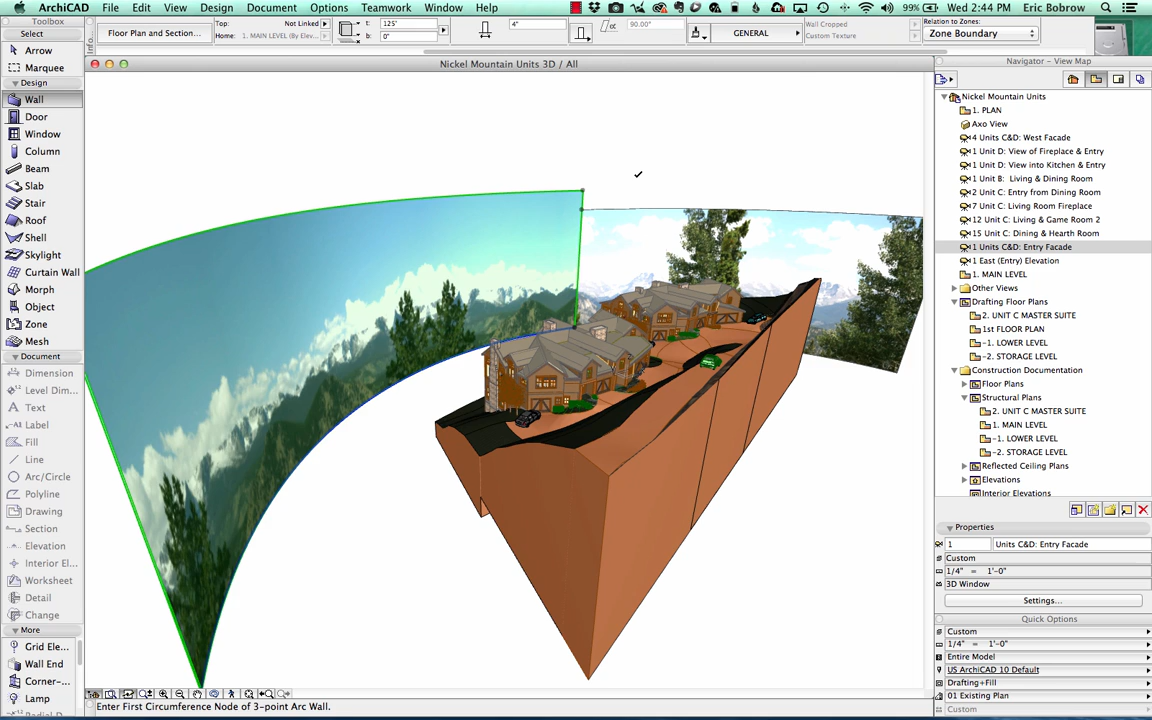 ArchiCAD File Edit View Design Document Options Teamwork Window Help
99% Wed 2:44 PM Eric Bobrow
Toolbox
Select
Arrow
Marquee
Design
Wall
Door
Window
Column
Beam
Slab
Stair
Roof
Shell
Skylight
Curtain Wall
Morph
Object
Zone
Mesh
Document
Dimension
Level Dim...
Text
Label
Fill
Line
Arc/Circle
Polyline
Drawing
Section
Elevation
Interior El...
Worksheet
Detail
Change
More
Grid Ele...
Wall End
Corner-...
Lamp
Floor Plan and Section...
Top: Not Linked
Home: 1. MAIN LEVEL (By Elev...
t: 125'
b: 0"
4"
90.00°
GENERAL
Wall Cropped
Custom Texture
Relation to Zones:
Zone Boundary
Nickel Mountain Units 3D / All
Enter First Circumference Node of 3-point Arc Wall.
Navigator - View Map
Nickel Mountain Units
1. PLAN
Axo View
4 Units C&D: West Facade
1 Unit D: View of Fireplace & Entry
1 Unit D: View into Kitchen & Entry
1 Unit B: Living & Dining Room
2 Unit C: Entry from Dining Room
7 Unit C: Living Room Fireplace
12 Unit C: Living & Game Room 2
15 Unit C: Dining & Hearth Room
1 Units C&D: Entry Facade
1 East (Entry) Elevation
1. MAIN LEVEL
Other Views
Drafting Floor Plans
2. UNIT C MASTER SUITE
1st FLOOR PLAN
-1. LOWER LEVEL
-2. STORAGE LEVEL
Construction Documentation
Floor Plans
Structural Plans
2. UNIT C MASTER SUITE
1. MAIN LEVEL
-1. LOWER LEVEL
-2. STORAGE LEVEL
Reflected Ceiling Plans
Elevations
Interior Elevations
Properties
1 Units C&D: Entry Facade
Custom
1/4" = 1'-0"
3D Window
Settings...
Quick Options
Custom
1/4" = 1'-0"
Entire Model
US ArchiCAD 10 Default
Drafting+Fill
01 Existing Plan
Custom